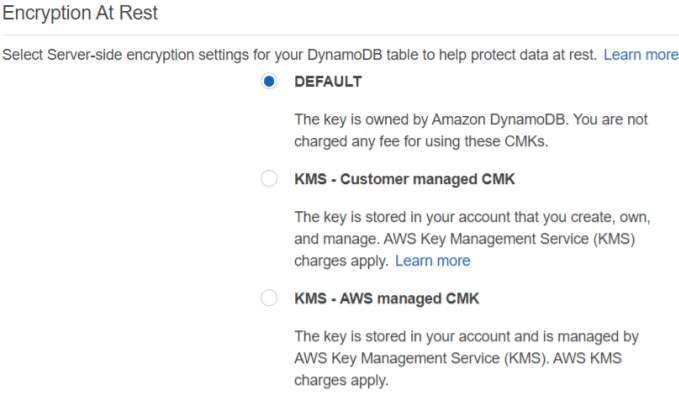 Encryption At Rest
Select Server-side encryption settings for your DynamoDB table to help protect data at rest. Learn more
DEFAULT
The key is owned by Amazon DynamoDB. You are not
charged any fee for using these CMKs.
KMS - Customer managed CMK
The key is stored in your account that you create, own,
and manage. AWS Key Management Service (KMS)
charges apply. Learn more
KMS - AWS managed CMK
The key is stored in your account and is managed by
AWS Key Management Service (KMS). AWS KMS
charges apply.